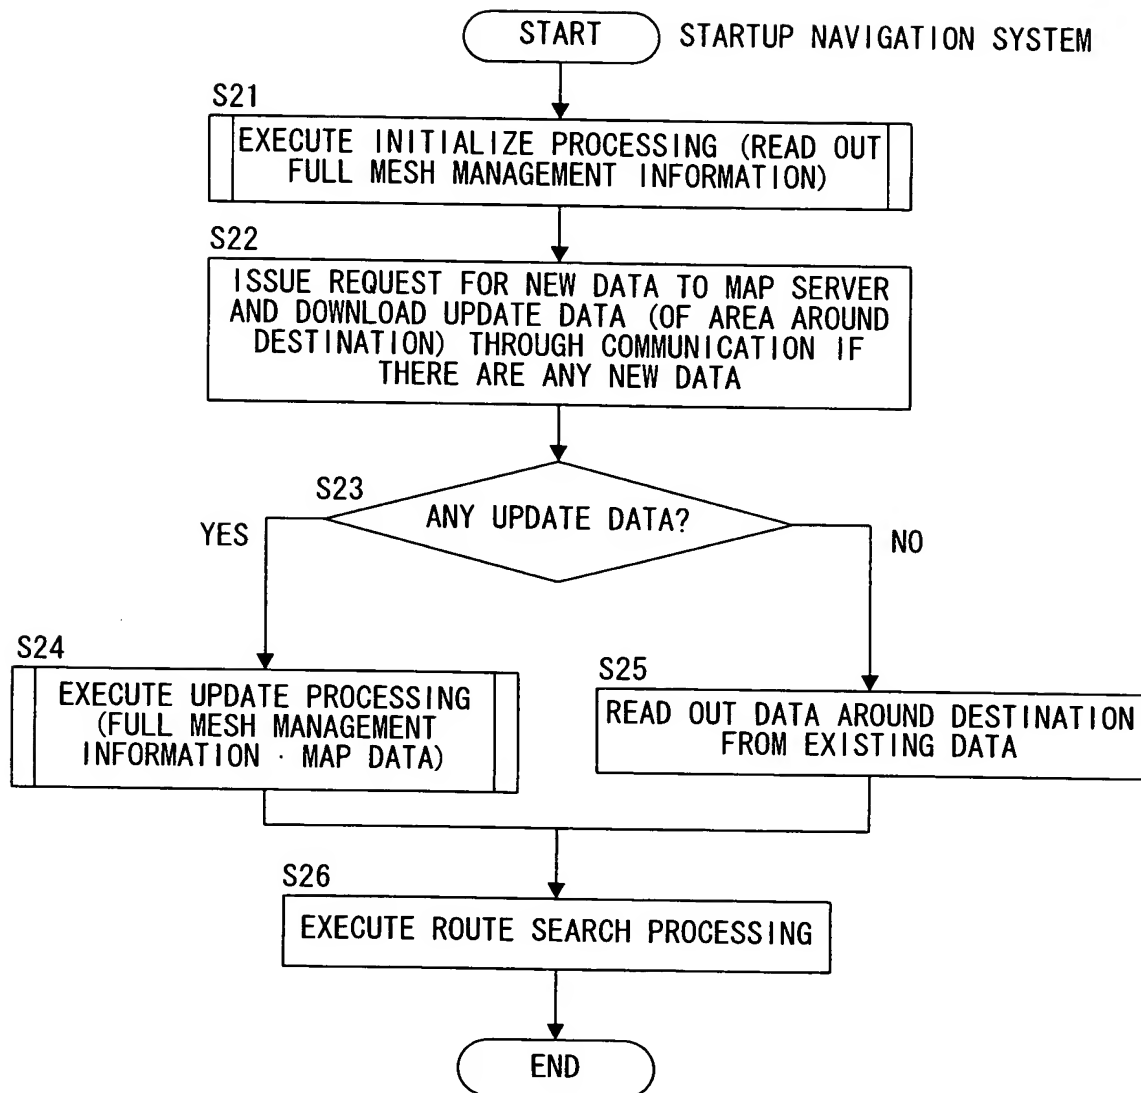 START
STARTUP NAVIGATION SYSTEM
S21
EXECUTE INITIALIZE PROCESSING (READ OUT
FULL MESH MANAGEMENT INFORMATION)
S22
ISSUE REQUEST FOR NEW DATA TO MAP SERVER
AND DOWNLOAD UPDATE DATA (OF AREA AROUND
DESTINATION) THROUGH COMMUNICATION IF
THERE ARE ANY NEW DATA
S23
ANY UPDATE DATA?
YES
NO
S24
EXECUTE UPDATE PROCESSING
(FULL MESH MANAGEMENT
INFORMATION · MAP DATA)
S25
READ OUT DATA AROUND DESTINATION
FROM EXISTING DATA
S26
EXECUTE ROUTE SEARCH PROCESSING
END